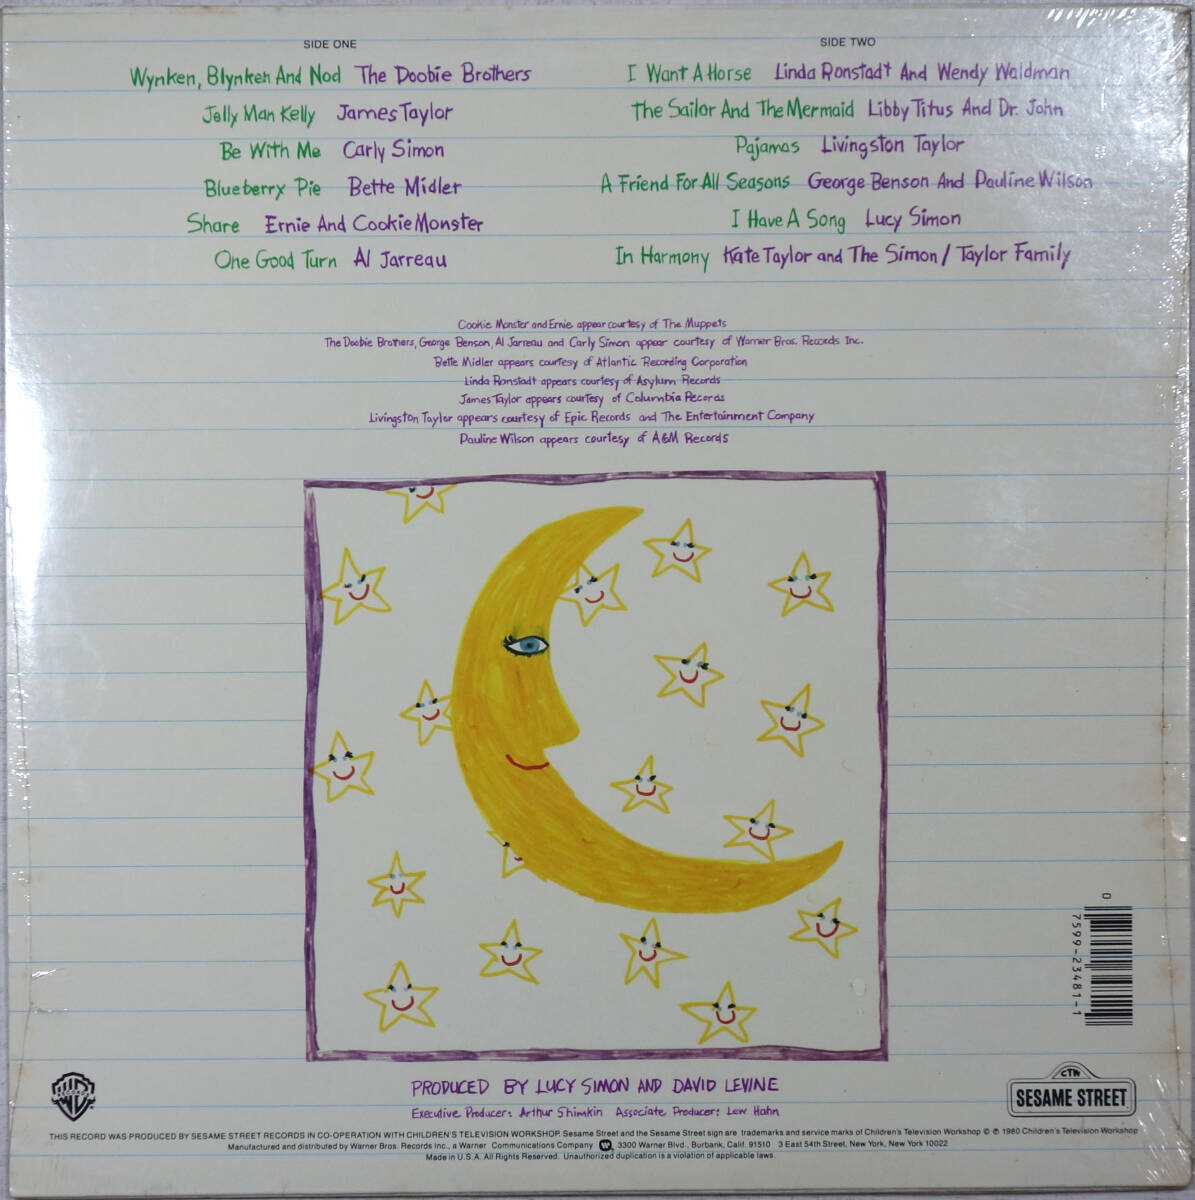 SIDE ONE
Wynken, Blynken And Nod The Doobie Brothers
Jelly Man Kelly James Taylor
Be With Me Carly Simon
Blueberry Pie Bette Midler
Share Ernie And Cookie Monster
One Good Turn Al Jarreau
SIDE TWO
I Want A Horse Linda Ronstadt And Wendy Waldman
The Sailor And The Mermaid Libby Titus And Dr. John
Pajamas Livingston Taylor
A Friend For All Seasons George Benson And Pauline Wilson
I Have A Song Lucy Simon
In Harmony Kate Taylor and The Simon/Taylor Family
Cookie Monster and Ernie appear courtesy of The Muppets
The Doobie Brothers, George Benson, Al Jarreau and Carly Simon appear courtesy of Warner Bros. Records Inc.
Bette Midler appears courtesy of Atlantic Recording Corporation
Linda Ronstadt appears courtesy of Asylum Records
James Taylor appears courtesy of Columbia Records
Livingston Taylor appears courtesy of Epic Records and The Entertainment Company
Pauline Wilson appears courtesy of A&M Records
0
7599-23481-1
PRODUCED BY LUCY SIMON AND DAVID LEVINE
Executive Producer: Arthur Shimkin Associate Producer: Lew Hahn
WB
RECORDS
CTW
SESAME STREET
THIS RECORD WAS PRODUCED BY SESAME STREET RECORDS IN CO-OPERATION WITH CHILDREN'S TELEVISION WORKSHOP. Sesame Street and the Sesame Street sign are trademarks and service marks of Children's Television Workshop © ℗ 1980 Children's Television Workshop
Manufactured and distributed by Warner Bros. Records Inc., a Warner Communications Company 3300 Warner Blvd., Burbank, Calif. 91510 3 East 54th Street, New York, New York 10022
Made in U.S.A. All Rights Reserved. Unauthorized duplication is a violation of applicable laws.